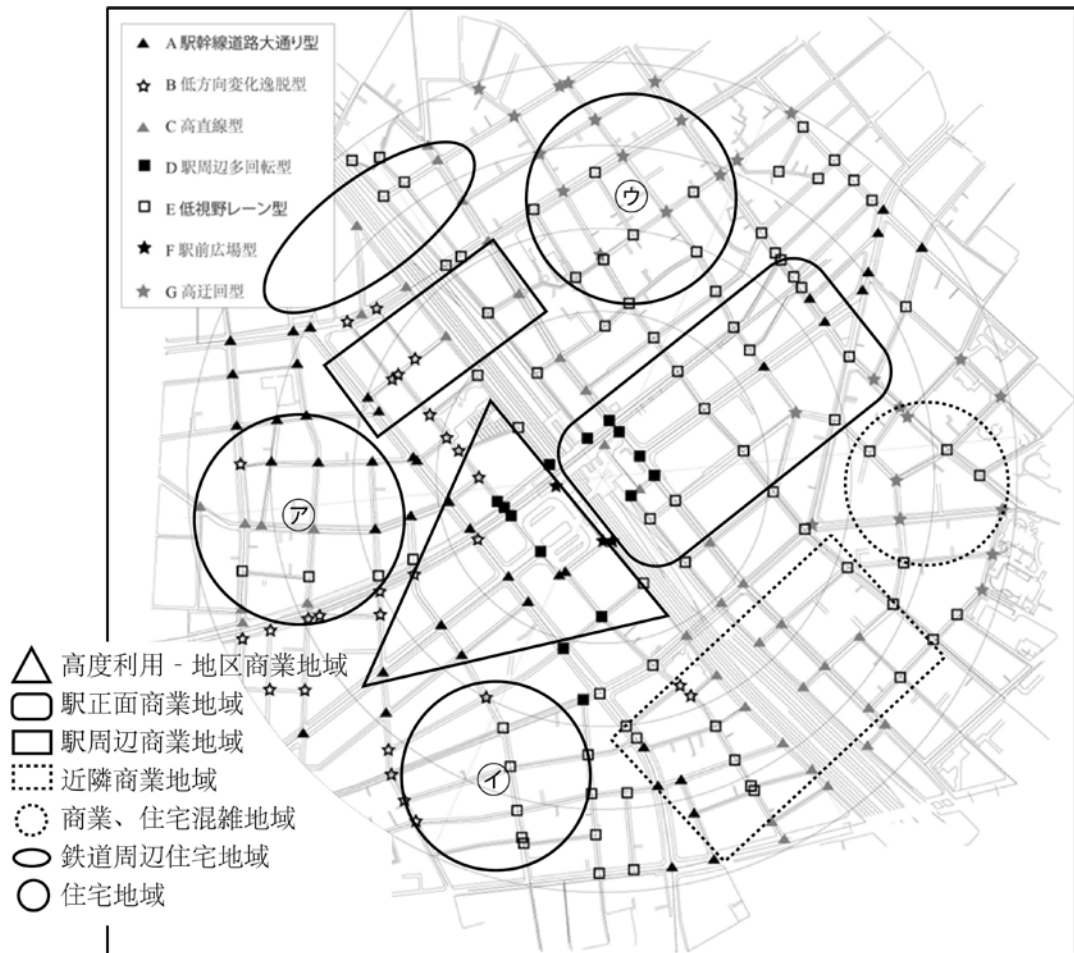 A 駅幹線道路大通り型
B 低方向変化逸脱型
C 高直線型
D 駅周辺多回転型
E 低視野レーン型
F 駅前広場型
G 高迂回型
ウ
ア
イ
高度利用‐地区商業地域
駅正面商業地域
駅周辺商業地域
近隣商業地域
商業、住宅混雑地域
鉄道周辺住宅地域
住宅地域